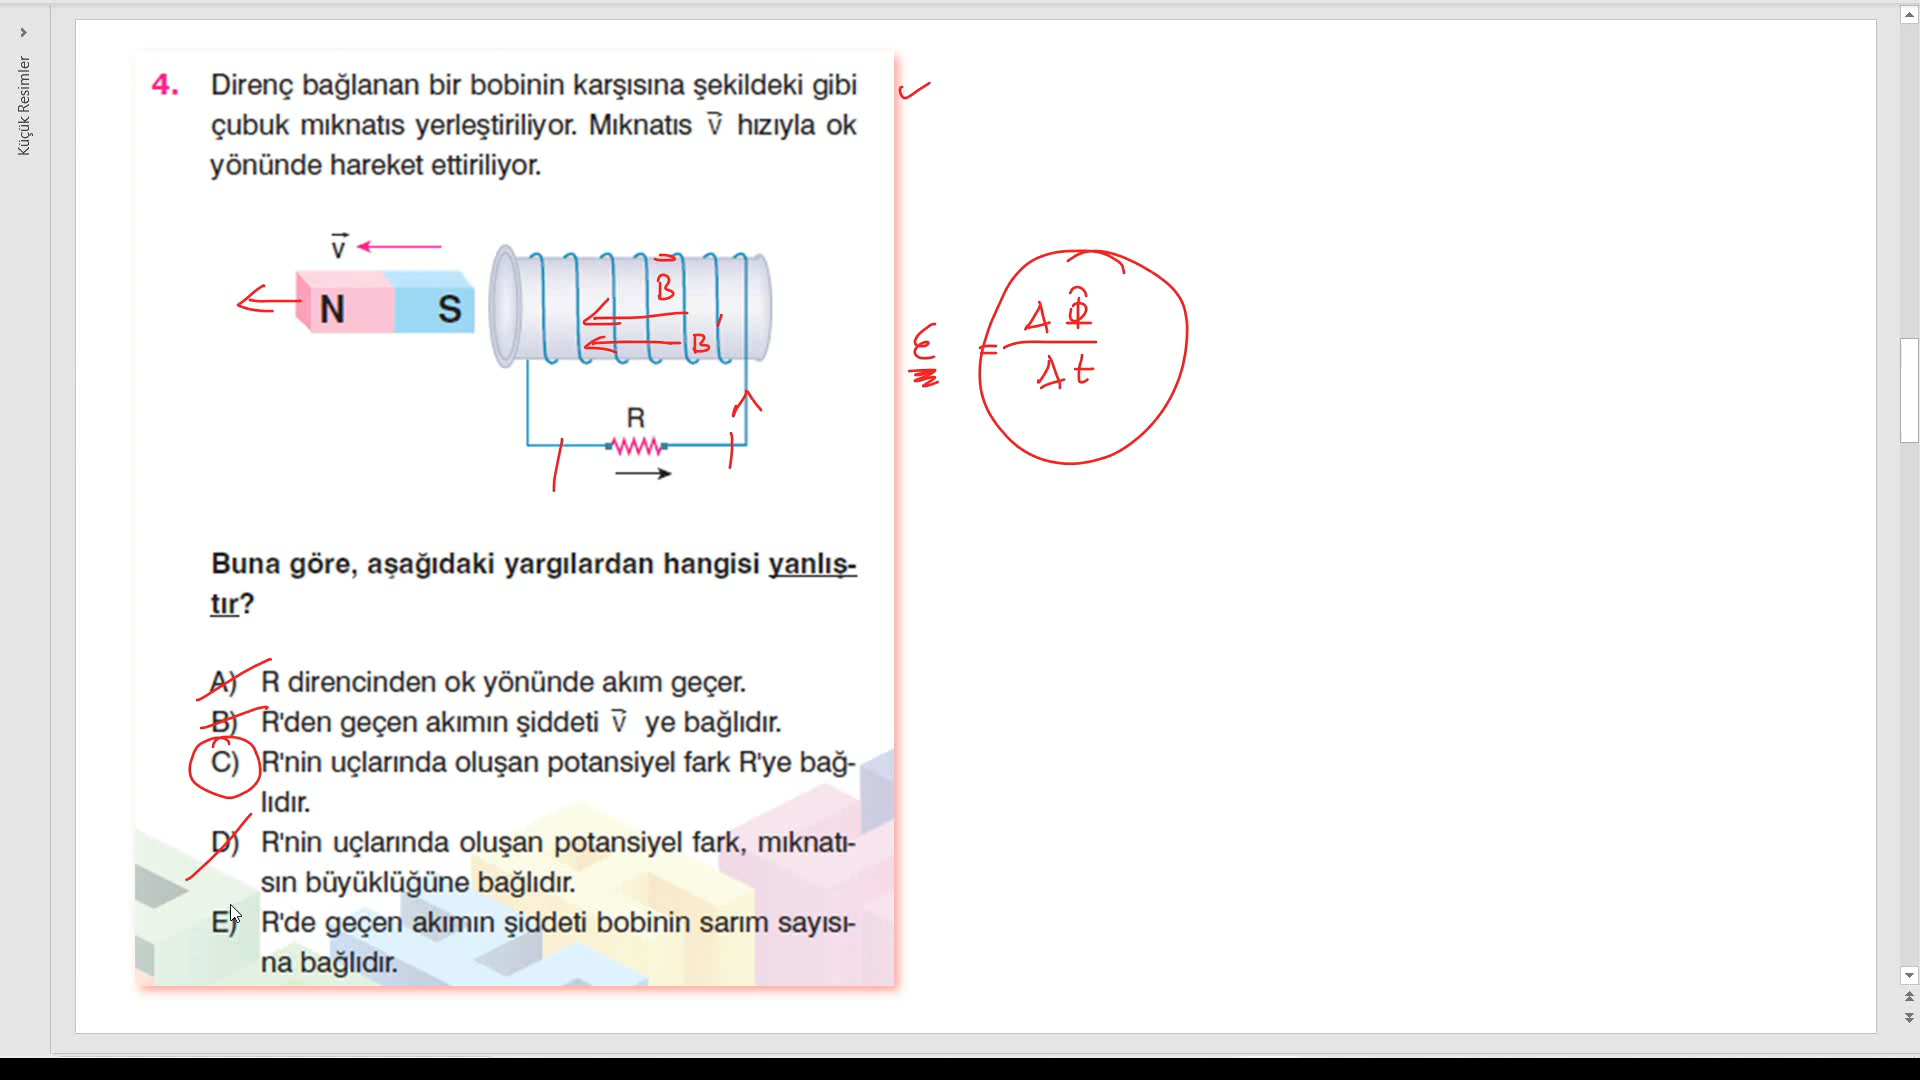 Küçük Resimler
4. Direnç bağlanan bir bobinin karşısına şekildeki gibi
çubuk mıknatıs yerleştiriliyor. Mıknatıs v⃗ hızıyla ok
yönünde hareket ettiriliyor.
v⃗
N S
B
B
R
ε = ΔΦ / Δt
Buna göre, aşağıdaki yargılardan hangisi yanlış-
tır?
A) R direncinden ok yönünde akım geçer.
B) R'den geçen akımın şiddeti v⃗ ye bağlıdır.
C) R'nin uçlarında oluşan potansiyel fark R'ye bağ-
lıdır.
D) R'nin uçlarında oluşan potansiyel fark, mıknatı-
sın büyüklüğüne bağlıdır.
E) R'de geçen akımın şiddeti bobinin sarım sayısı-
na bağlıdır.